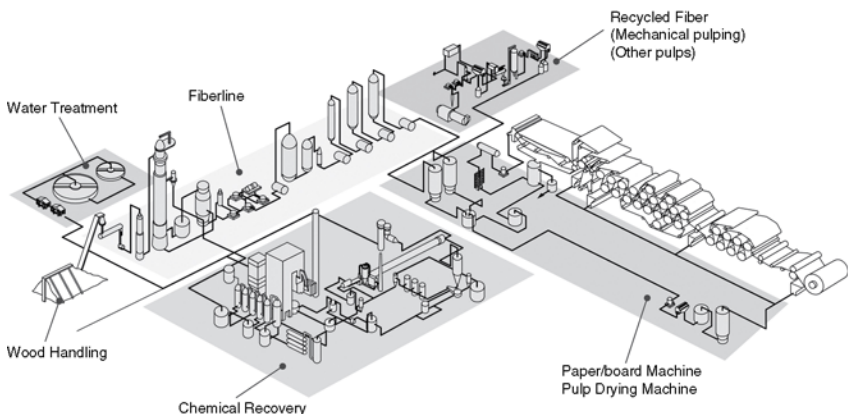 Recycled Fiber
(Mechanical pulping)
(Other pulps)
Fiberline
Water Treatment
Wood Handling
Chemical Recovery
Paper/board Machine
Pulp Drying Machine